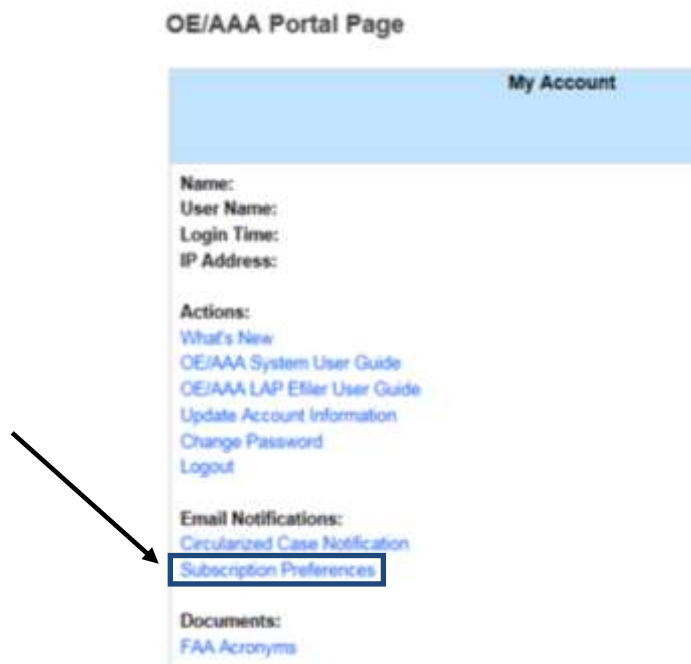 OE/AAA Portal Page
My Account
Name:
User Name:
Login Time:
IP Address:
Actions:
What's New
OE/AAA System User Guide
OE/AAA LAP Efiler User Guide
Update Account Information
Change Password
Logout
Email Notifications:
Circularized Case Notification
Subscription Preferences
Documents:
FAA Acronyms